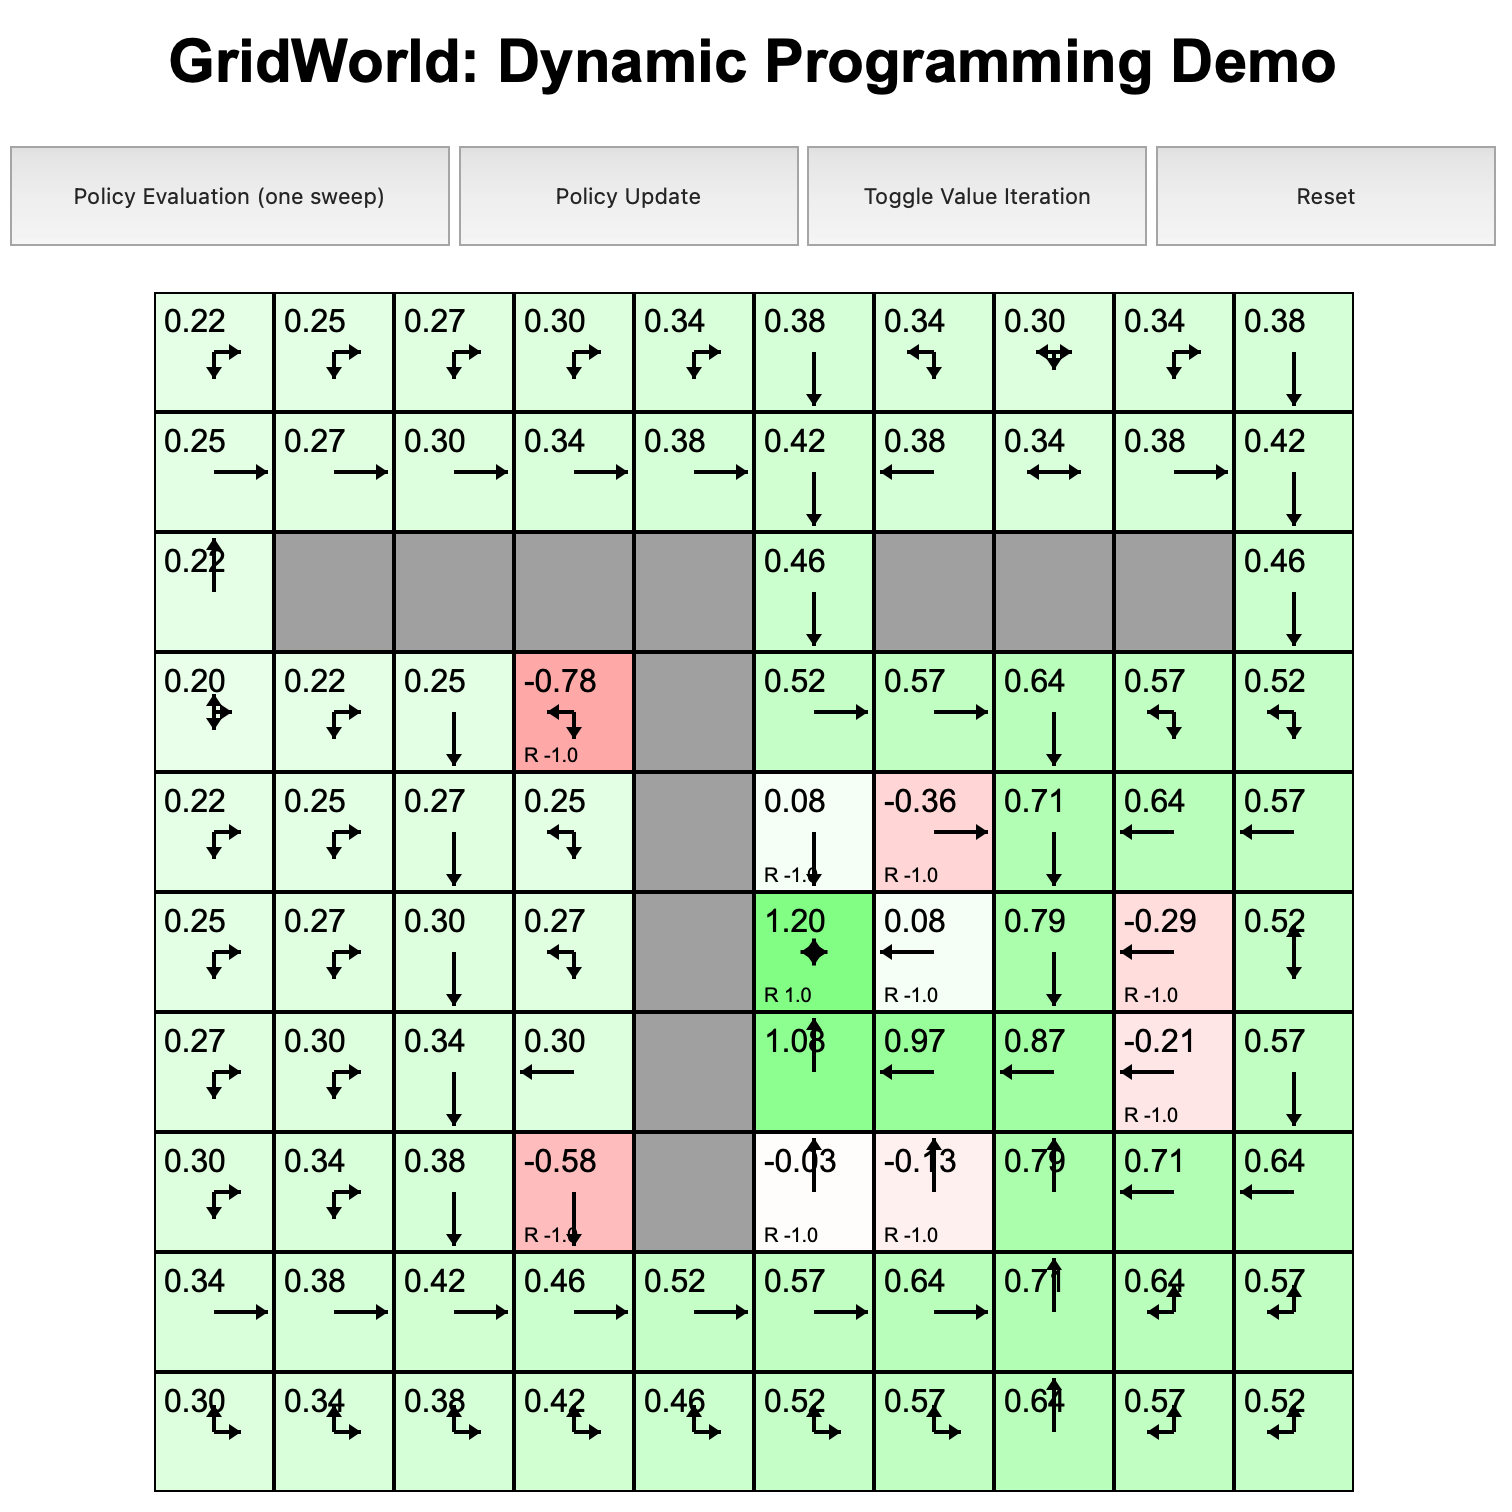 GridWorld: Dynamic Programming Demo
Policy Evaluation (one sweep) Policy Update Toggle Value Iteration Reset
0.22 0.25 0.27 0.30 0.34 0.38 0.34 0.30 0.34 0.38
0.25 0.27 0.30 0.34 0.38 0.42 0.38 0.34 0.38 0.42
0.22 0.46 0.46
0.20 0.22 0.25 -0.78 0.52 0.57 0.64 0.57 0.52
R -1.0
0.22 0.25 0.27 0.25 0.08 -0.36 0.71 0.64 0.57
R -1.0 R -1.0
0.25 0.27 0.30 0.27 1.20 0.08 0.79 -0.29 0.52
R 1.0 R -1.0 R -1.0
0.27 0.30 0.34 0.30 1.08 0.97 0.87 -0.21 0.57
R -1.0
0.30 0.34 0.38 -0.58 -0.03 -0.13 0.79 0.71 0.64
R -1.0 R -1.0 R -1.0
0.34 0.38 0.42 0.46 0.52 0.57 0.64 0.71 0.64 0.57
0.30 0.34 0.38 0.42 0.46 0.52 0.57 0.64 0.57 0.52